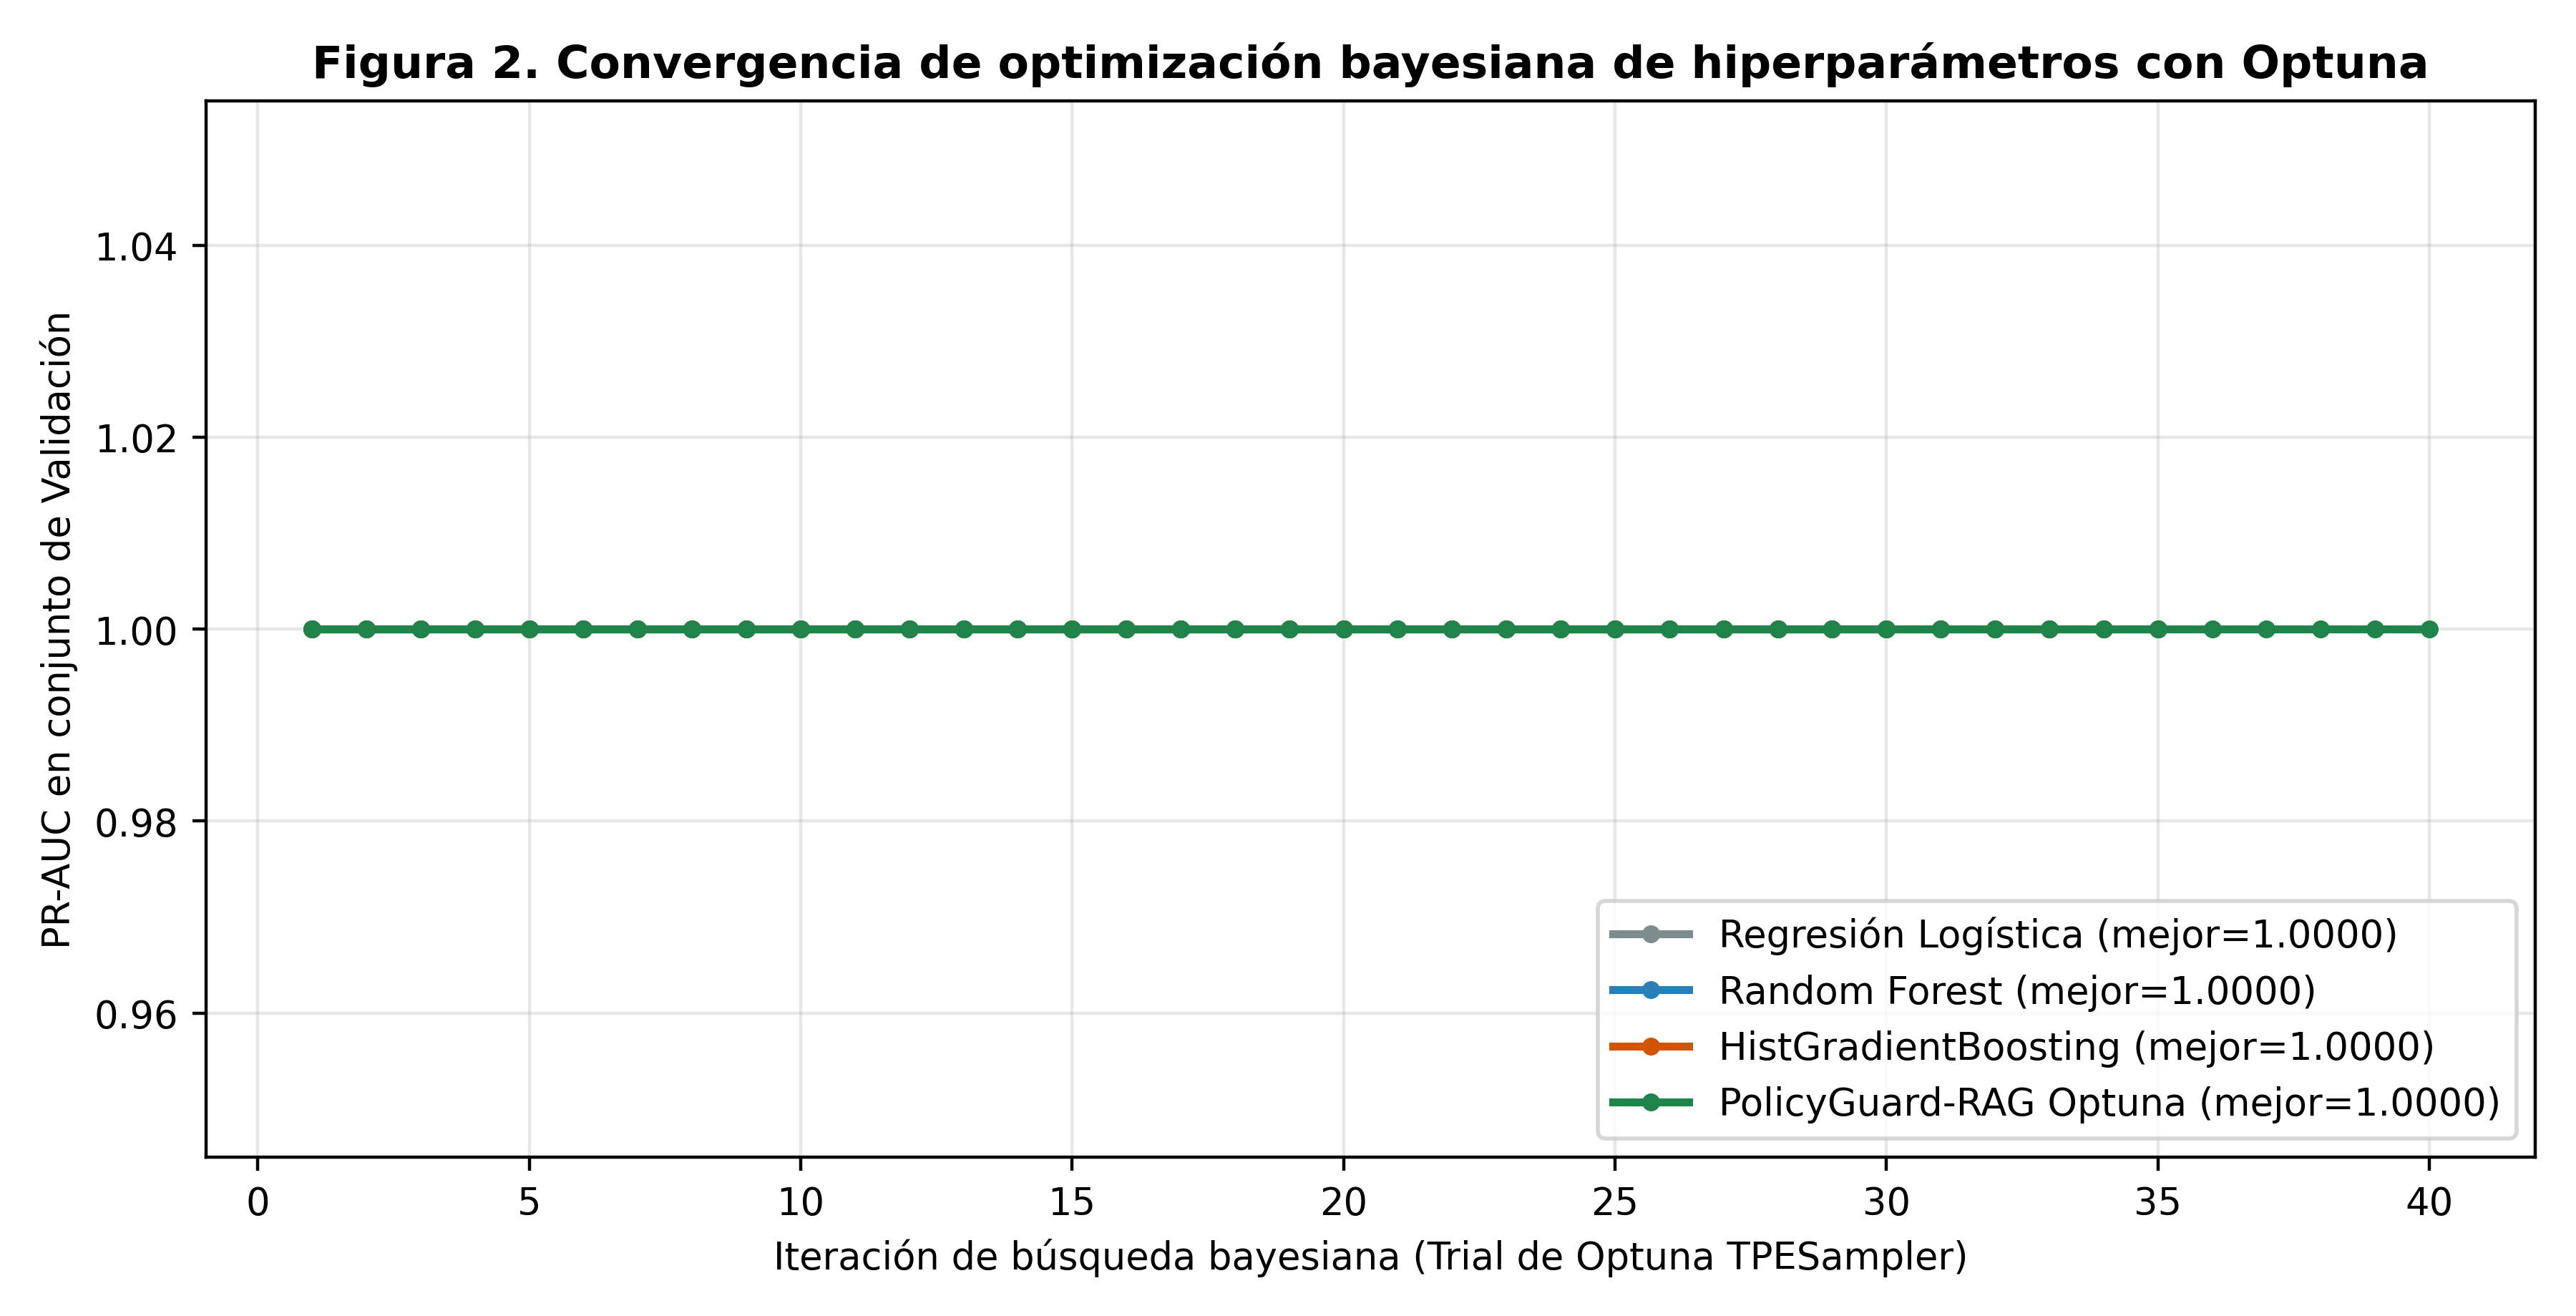 Figura 2. Convergencia de optimización bayesiana de hiperparámetros con Optuna
PR-AUC en conjunto de Validación
1.04
1.02
1.00
0.98
0.96
Regresión Logística (mejor=1.0000)
Random Forest (mejor=1.0000)
HistGradientBoosting (mejor=1.0000)
PolicyGuard-RAG Optuna (mejor=1.0000)
0 5 10 15 20 25 30 35 40
Iteración de búsqueda bayesiana (Trial de Optuna TPESampler)